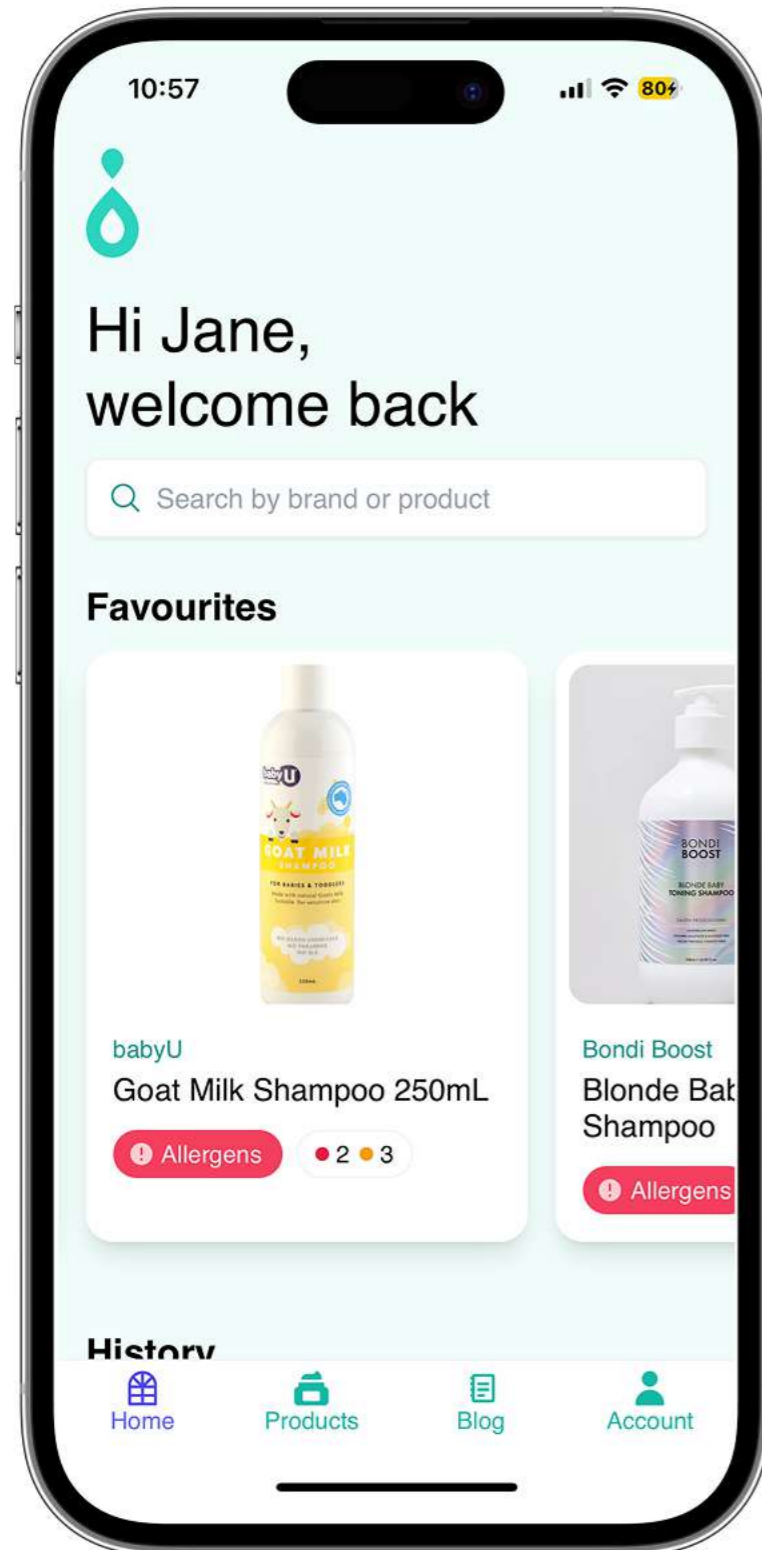 10:57
80
Hi Jane,
welcome back
Search by brand or product
Favourites
babyU
GOAT MILK
SHAMPOO
FOR BABIES & TODDLERS
BONDI
BOOST
BLONDE BABY
TONING SHAMPOO
babyU
Goat Milk Shampoo 250mL
Allergens
2 3
Bondi Boost
Blonde Bab
Shampoo
Allergens
History
Home
Products
Blog
Account